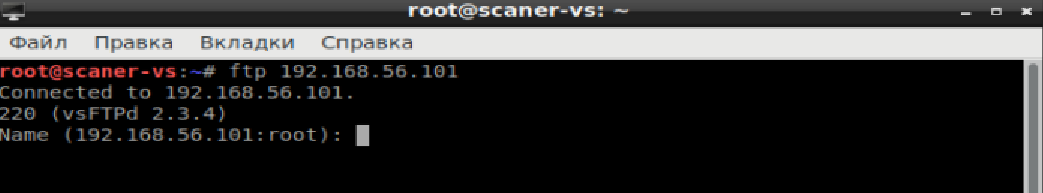 root@scaner-vs: ~
Файл Правка Вкладки Справка
root@scaner-vs:~# ftp 192.168.56.101
Connected to 192.168.56.101.
220 (vsFTPd 2.3.4)
Name (192.168.56.101:root):